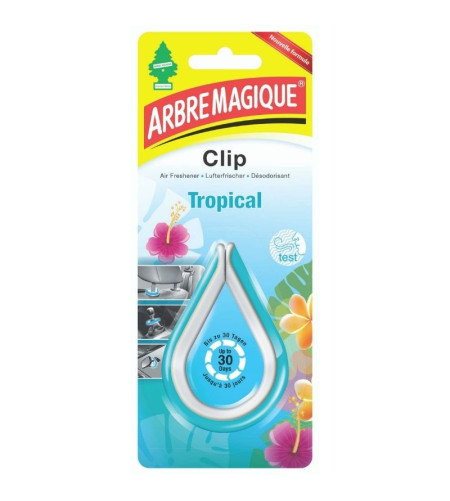 Nouvelle formule
ARBRE MAGIQUE®
Clip
Air Freshener • Lufterfrischer • Désodorisant
Tropical
test
Bis zu 30 Tagen
Up to
30
Days
Jusqu'à 30 jours